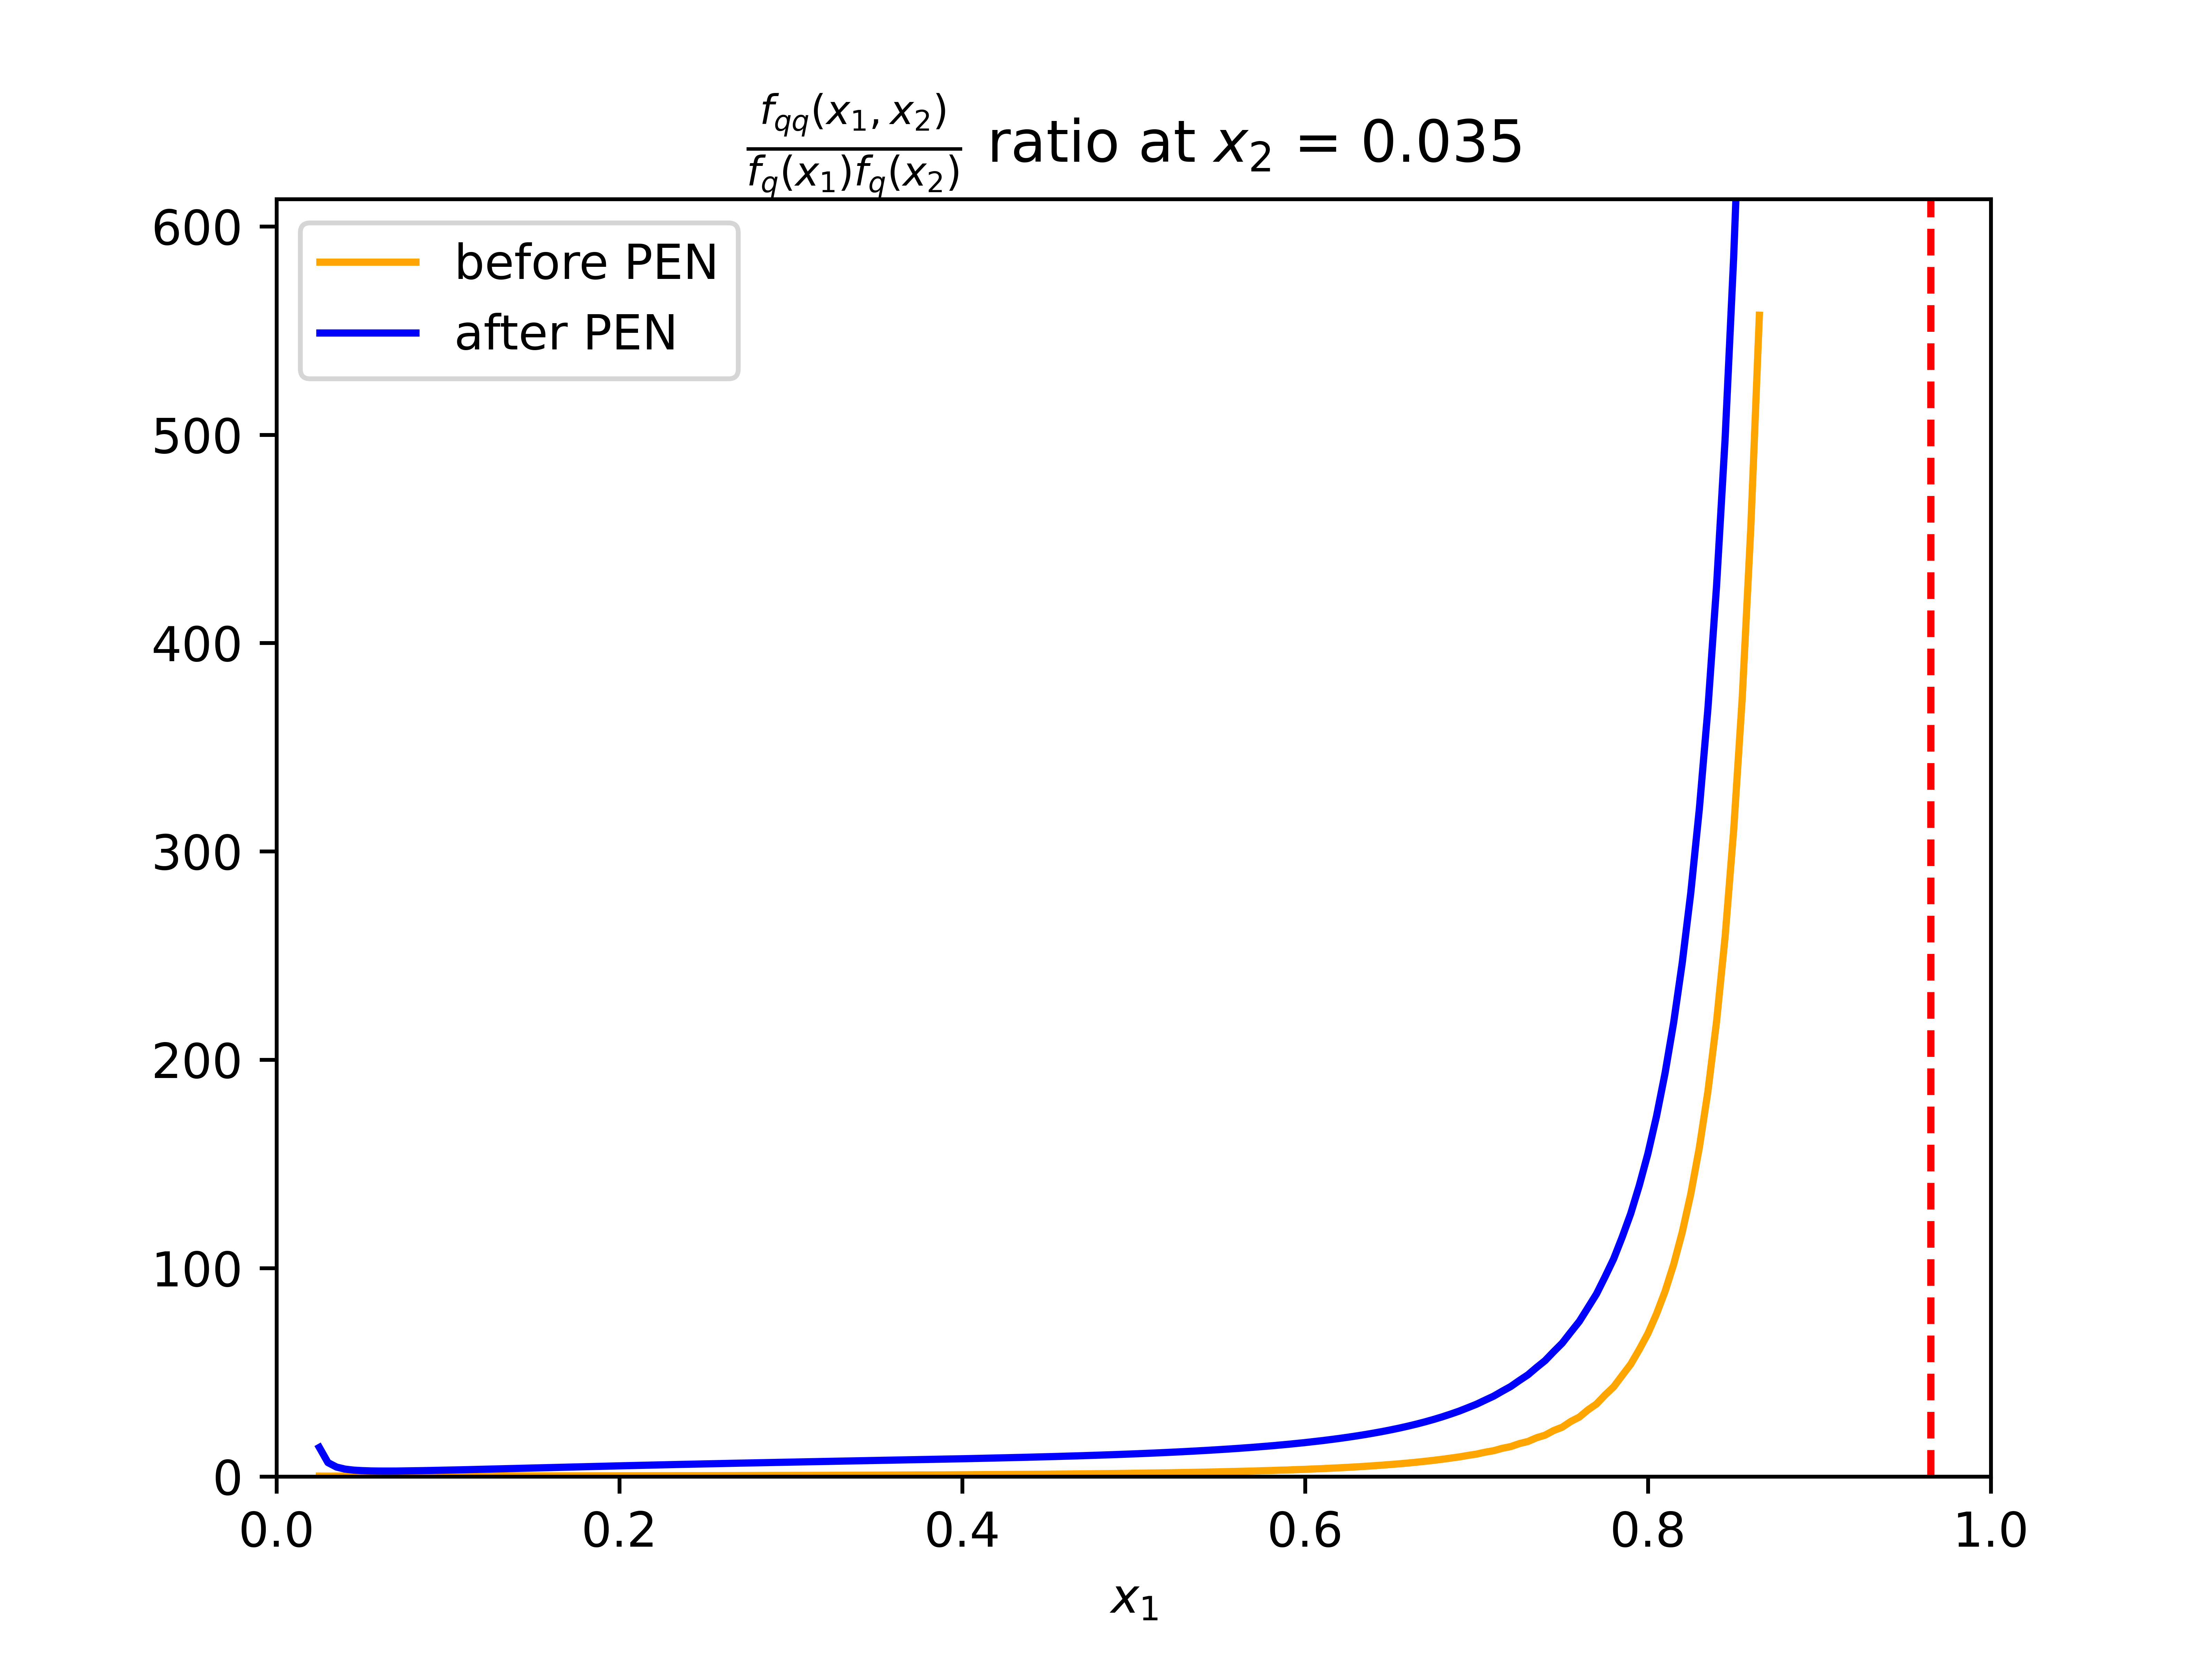 f_qq(x_1, x_2)
f_q(x_1)f_q(x_2) ratio at x_2 = 0.035
before PEN
after PEN
600
500
400
300
200
100
0
0.0 0.2 0.4 0.6 0.8 1.0
x_1